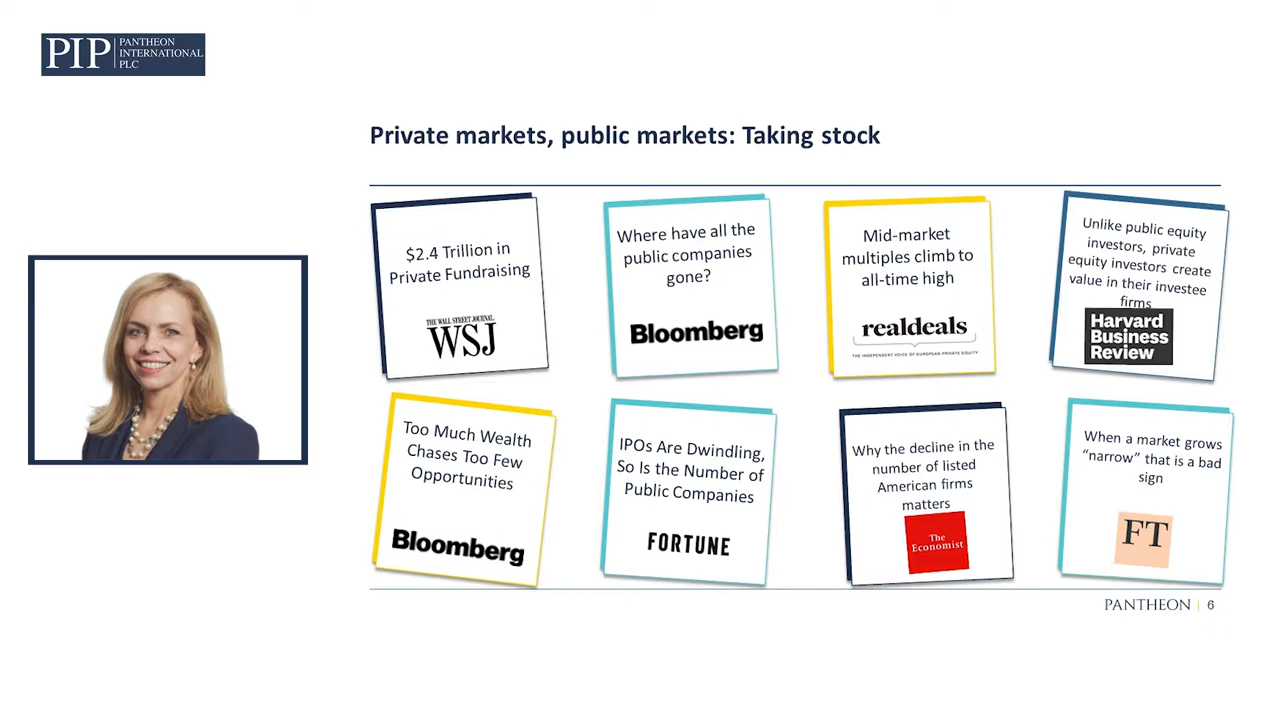 PIP PANTHEON
INTERNATIONAL
PLC
Private markets, public markets: Taking stock
$2.4 Trillion in
Private Fundraising
THE WALL STREET JOURNAL.
WSJ
Where have all the
public companies
gone?
Bloomberg
Mid-market
multiples climb to
all-time high
realdeals
THE INDEPENDENT VOICE OF EUROPEAN PRIVATE EQUITY
Unlike public equity
investors, private
equity investors create
value in their investee
firms
Harvard
Business
Review
Too Much Wealth
Chases Too Few
Opportunities
Bloomberg
IPOs Are Dwindling,
So Is the Number of
Public Companies
FORTUNE
Why the decline in the
number of listed
American firms
matters
The
Economist
When a market grows
“narrow” that is a bad
sign
FT
PANTHEON | 6